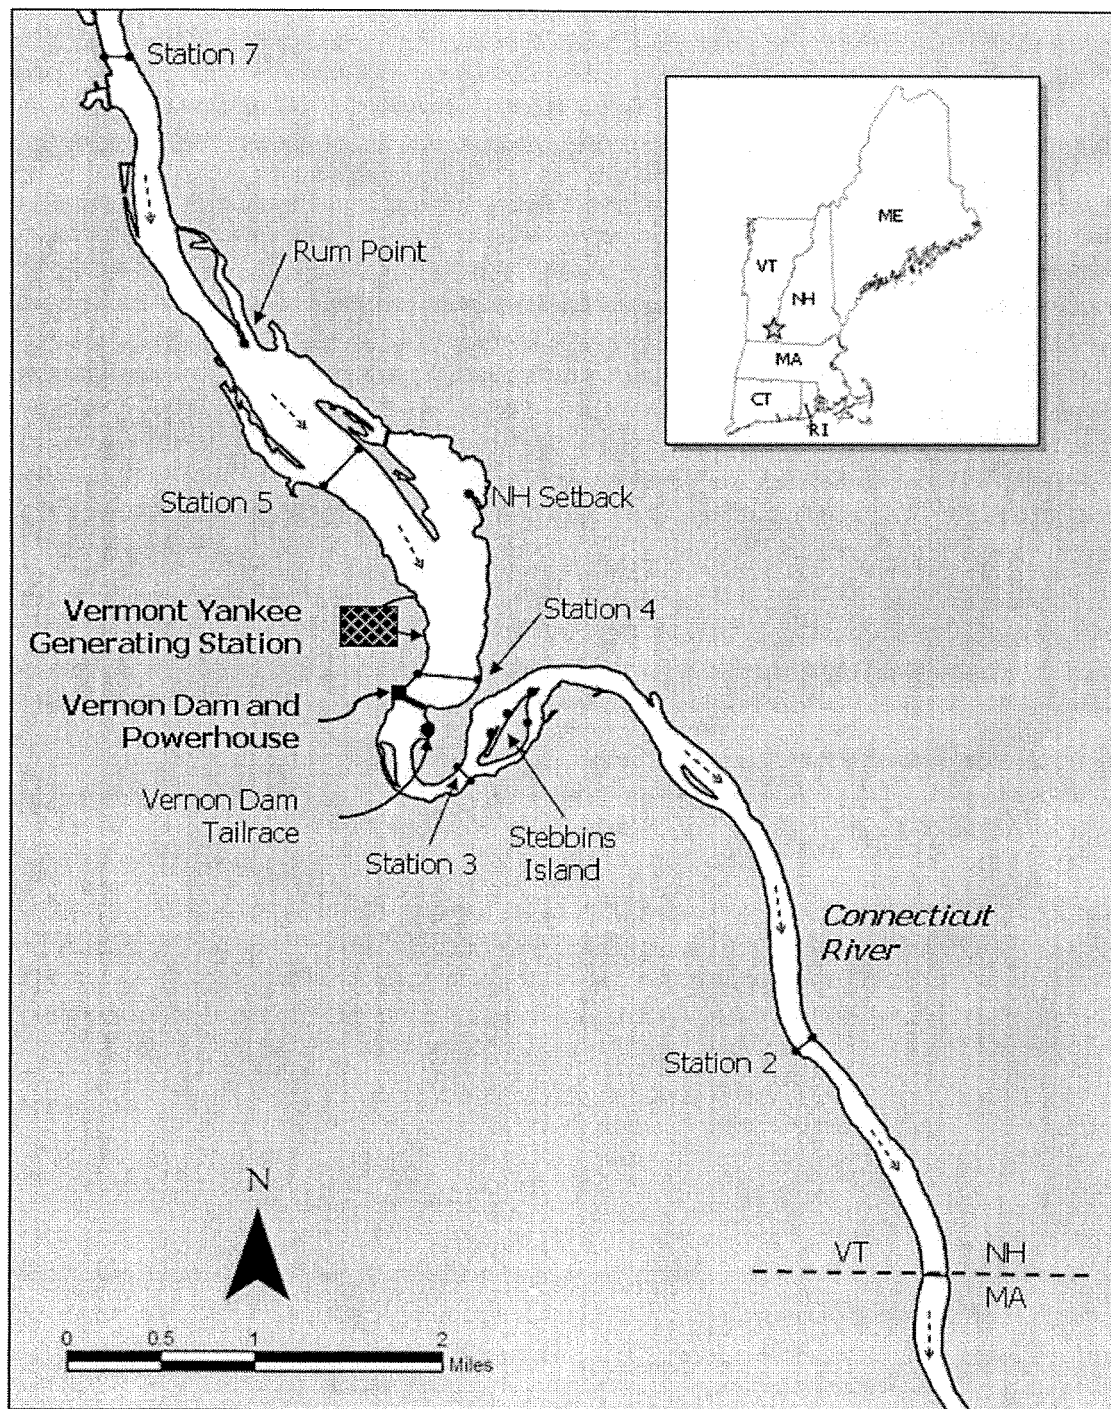 Station 7
ME
VT
NH
MA
CT
RI
Rum Point
Station 5
NH Setback
Vermont Yankee
Generating Station
Station 4
Vernon Dam and
Powerhouse
Vernon Dam
Tailrace
Station 3
Stebbins
Island
Connecticut
River
Station 2
N
VT
NH
MA
0
0.5
1
2
Miles